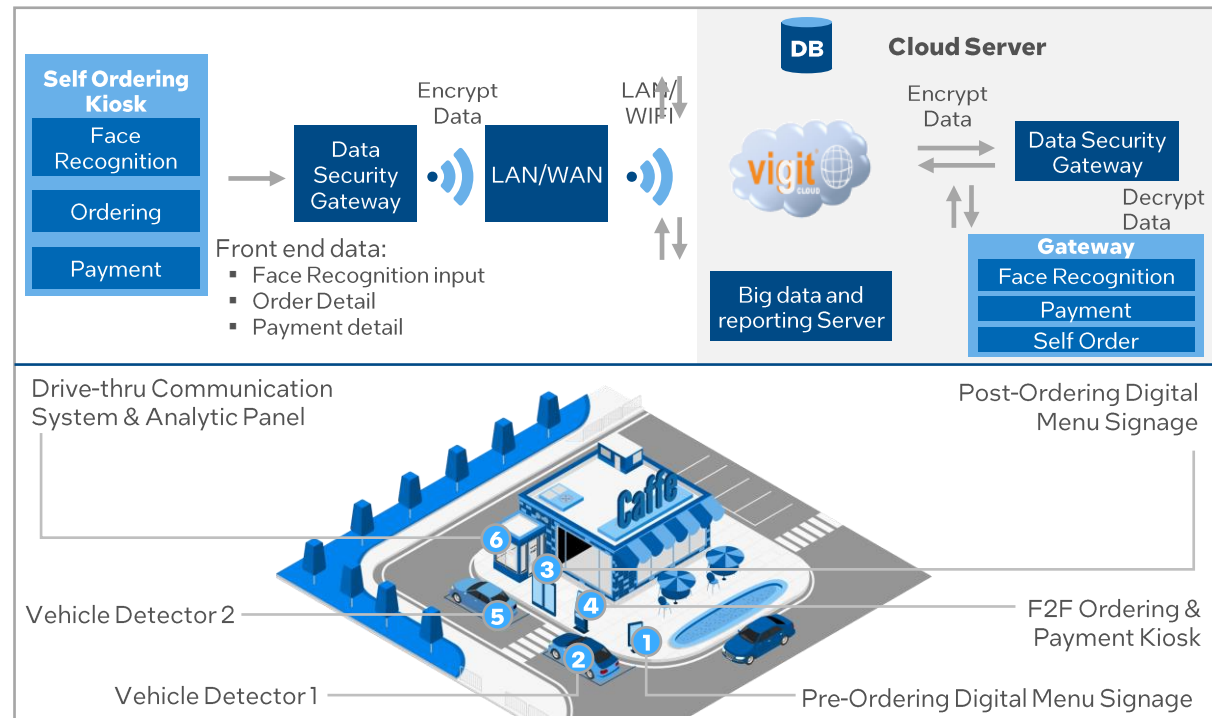 Self Ordering
Kiosk
Face
Recognition
Ordering
Payment
Data
Security
Gateway
Encrypt
Data
LAN/WAN
LAN/
WIFI
Front end data:
▪ Face Recognition input
▪ Order Detail
▪ Payment detail
DB
Cloud Server
vigit
CLOUD
Encrypt
Data
Data Security
Gateway
Decrypt
Data
Big data and
reporting Server
Gateway
Face Recognition
Payment
Self Order
Drive-thru Communication
System & Analytic Panel
Post-Ordering Digital
Menu Signage
Caffe
6
3
4
5
1
2
Vehicle Detector 2
F2F Ordering &
Payment Kiosk
Vehicle Detector 1
Pre-Ordering Digital Menu Signage